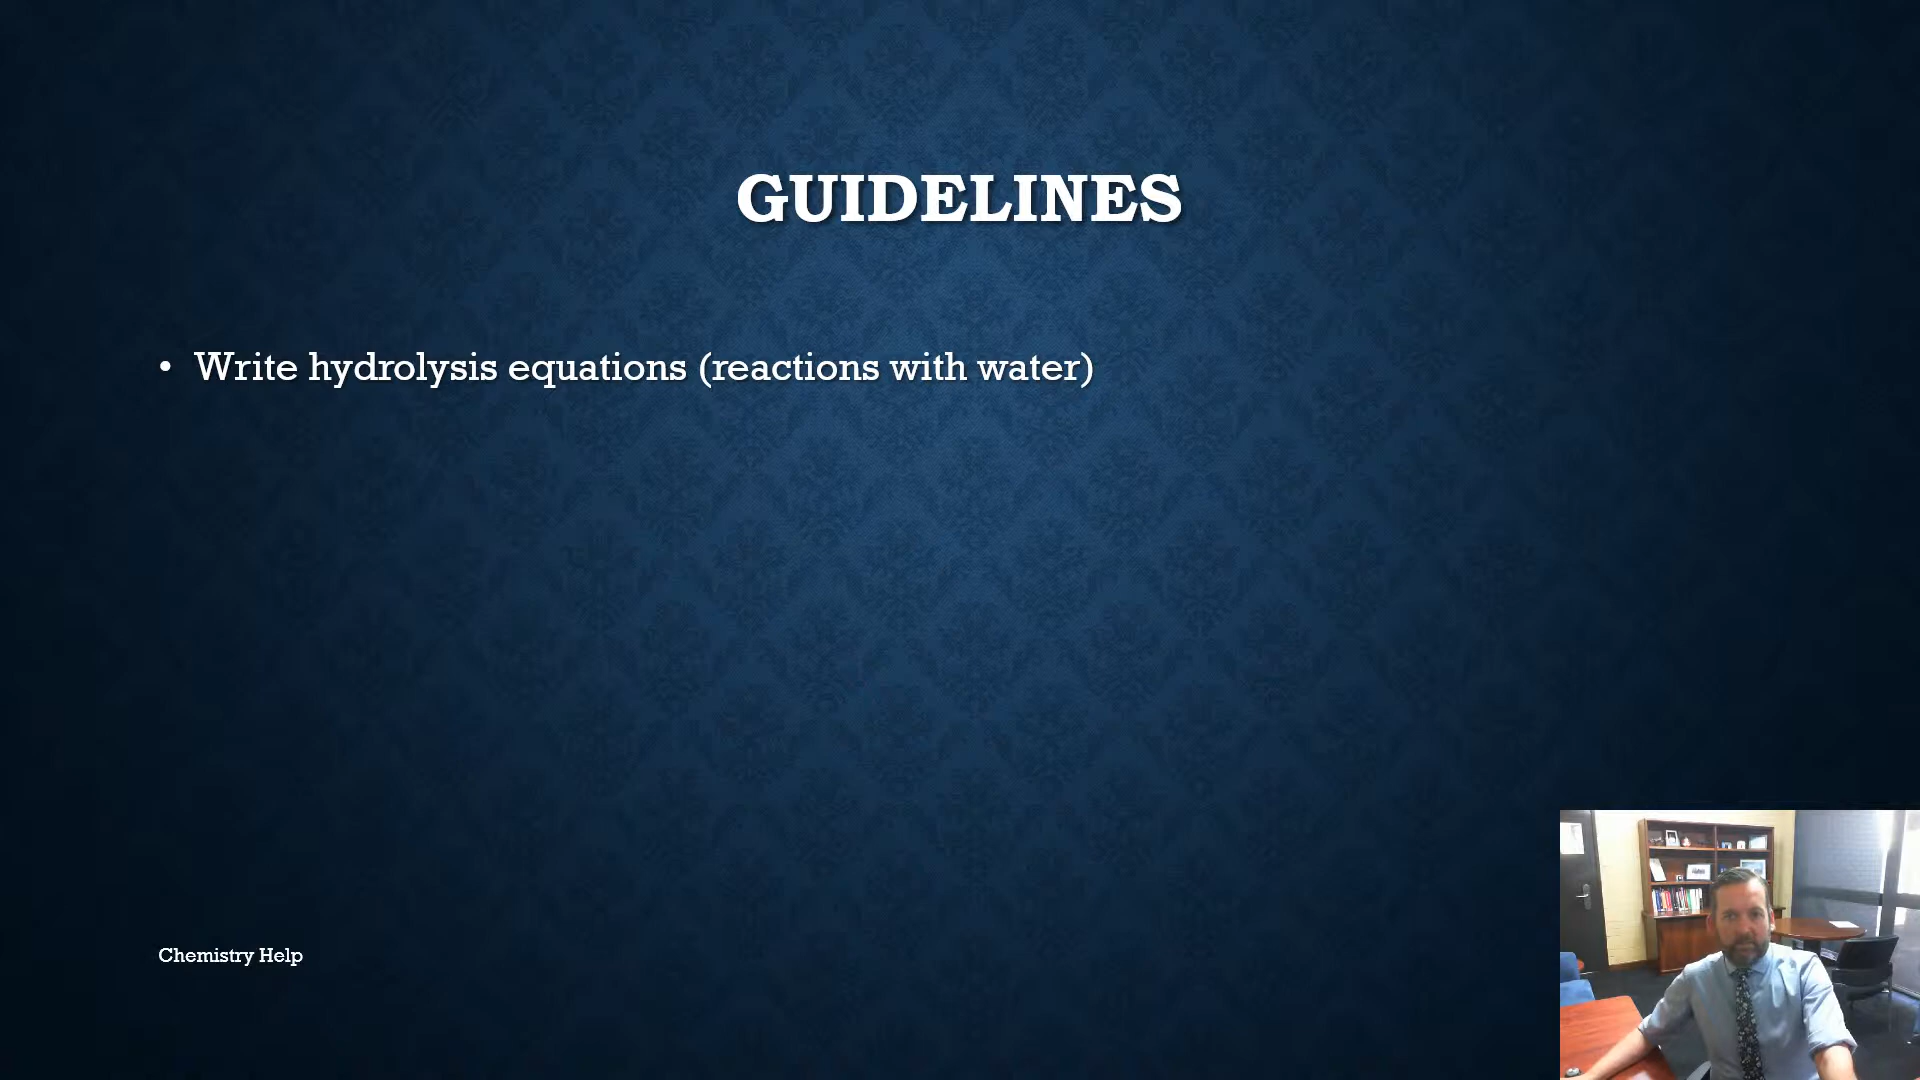 GUIDELINES
• Write hydrolysis equations (reactions with water)
Chemistry Help